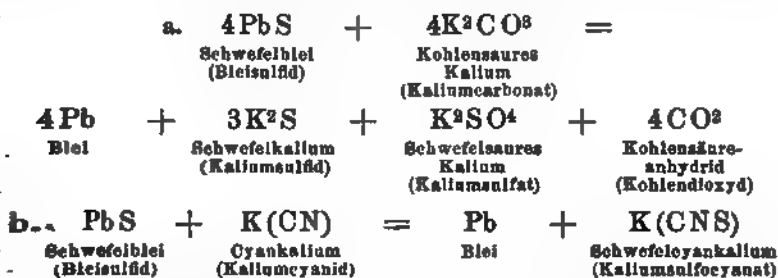 a. 4PbS + 4K²CO³ =
Schwefelblei Kohlensaures
(Bleisulfid) Kalium
(Kaliumcarbonat)
4Pb + 3K²S + K²SO⁴ + 4CO²
Blei Schwefelkalium Schwefelsaures Kohlensäure-
(Kaliumsulfid) Kalium anhydrid
(Kaliumsulfat) (Kohlendioxyd)
b. PbS + K(CN) = Pb + K(CNS)
Schwefelblei Cyankalium Blei Schwefelcyankalium
(Bleisulfid) (Kaliumcyanid) (Kaliumsulfocyanat)